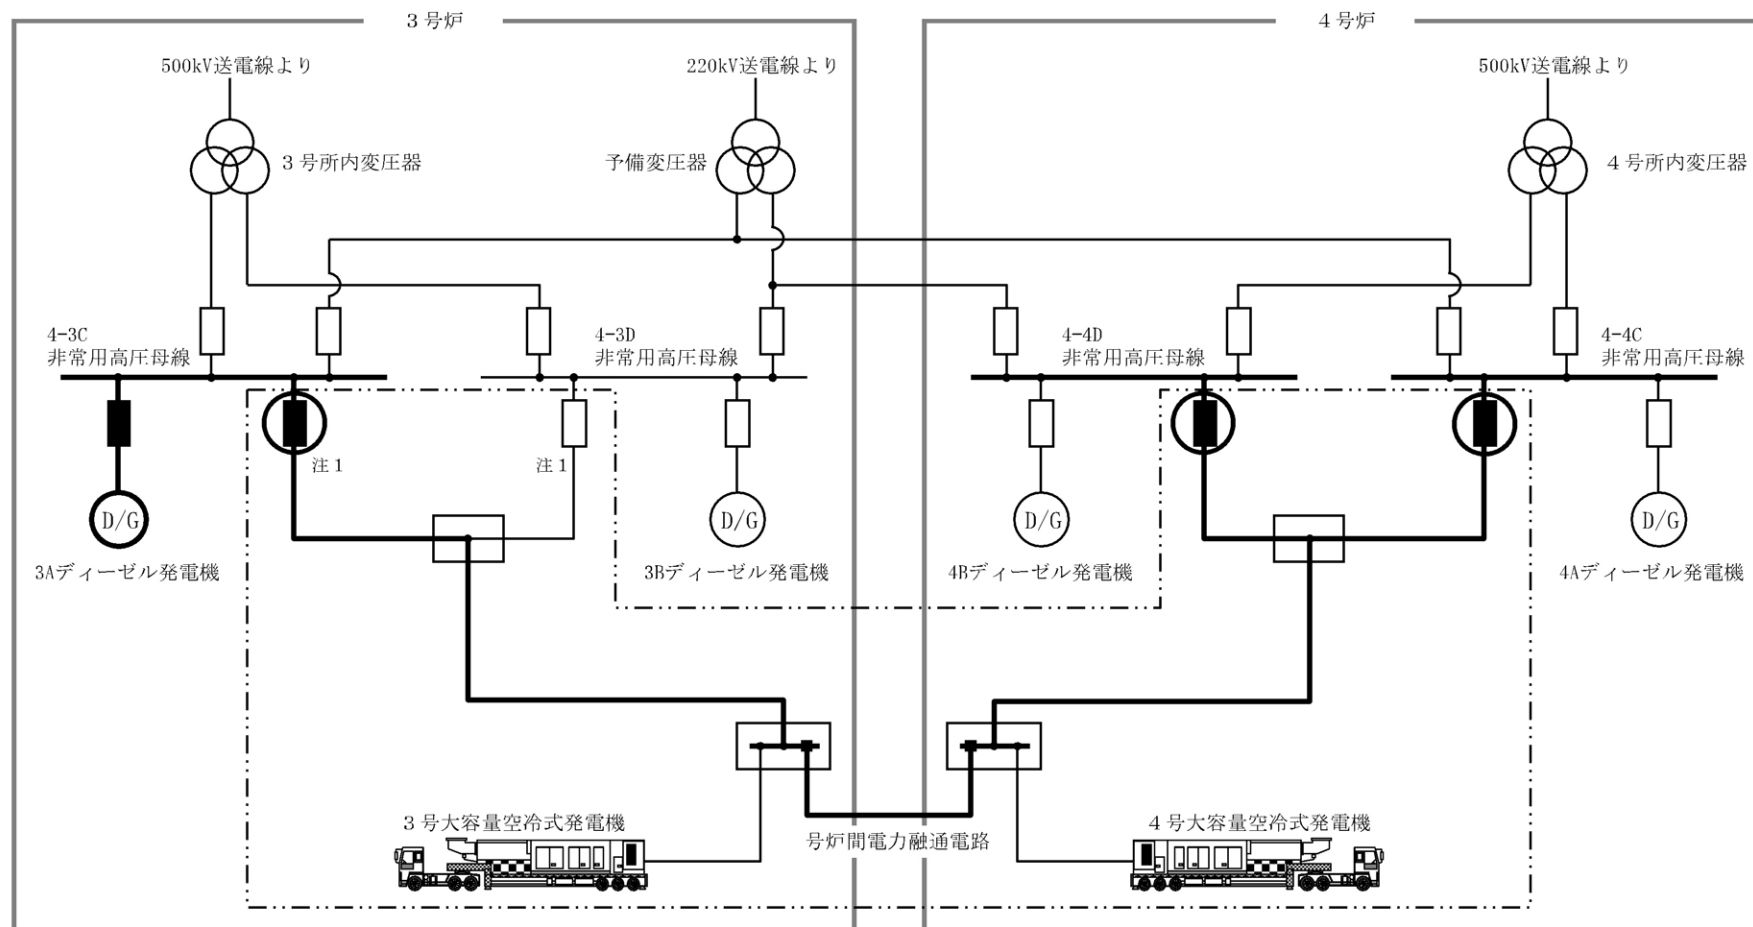 ３号炉
４号炉
500kV送電線より
220kV送電線より
500kV送電線より
３号所内変圧器
予備変圧器
４号所内変圧器
4-3C
非常用高圧母線
4-3D
非常用高圧母線
4-4D
非常用高圧母線
4-4C
非常用高圧母線
注１
注１
D/G
D/G
D/G
D/G
3Aディーゼル発電機
3Bディーゼル発電機
4Bディーゼル発電機
4Aディーゼル発電機
３号大容量空冷式発電機
号炉間電力融通電路
４号大容量空冷式発電機